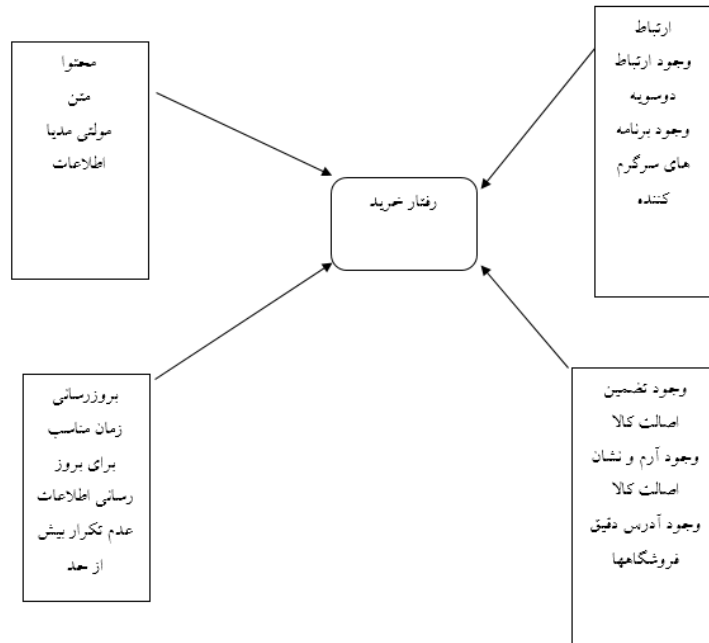 ارتباط
وجود ارتباط
دوسویه
وجود برنامه
های سرگرم
کننده
محتوا
متن
مولتی مدیا
اطلاعات
رفتار خرید
وجود تضمین
اصالت کالا
وجود آرم و نشان
اصالت کالا
وجود آدرس دقیق
فروشگاهها
بروزرسانی
زمان مناسب
برای بروز
رسانی اطلاعات
عدم تکرار بیش
از حد